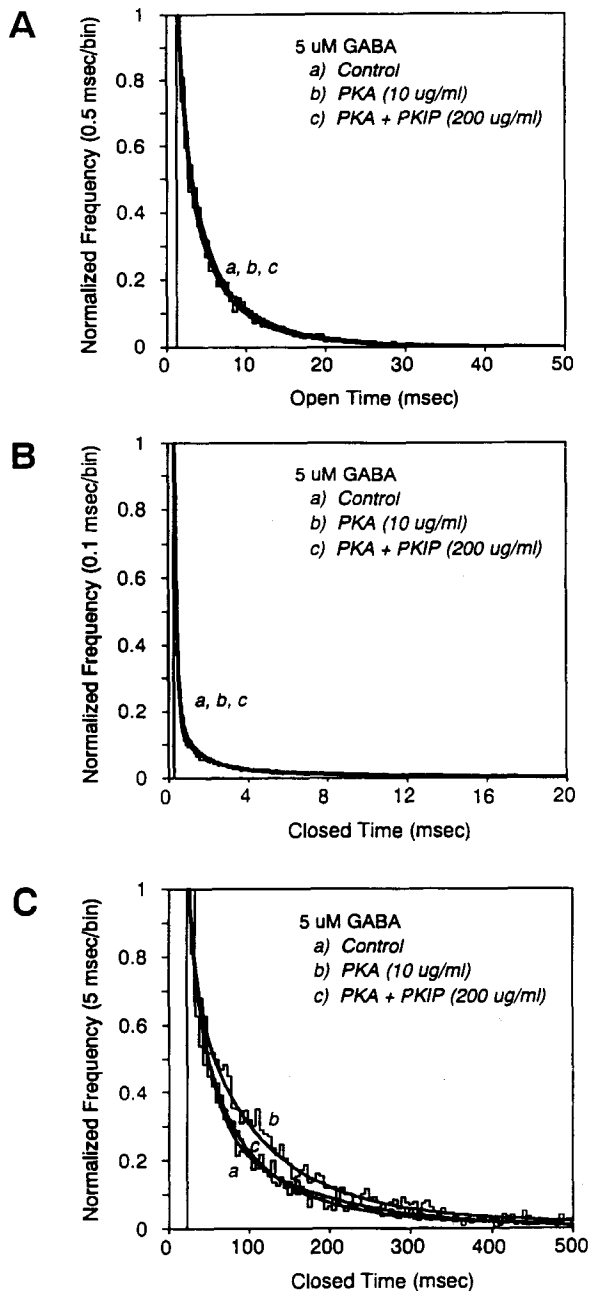 A
Normalized Frequency (0.5 msec/bin)
1
0.8
0.6
0.4
0.2
0
5 uM GABA
a) Control
b) PKA (10 ug/ml)
c) PKA + PKIP (200 ug/ml)
a, b, c
0 10 20 30 40 50
Open Time (msec)
B
Normalized Frequency (0.1 msec/bin)
1
0.8
0.6
0.4
0.2
0
5 uM GABA
a) Control
b) PKA (10 ug/ml)
c) PKA + PKIP (200 ug/ml)
a, b, c
0 4 8 12 16 20
Closed Time (msec)
C
Normalized Frequency (5 msec/bin)
1
0.8
0.6
0.4
0.2
0
5 uM GABA
a) Control
b) PKA (10 ug/ml)
c) PKA + PKIP (200 ug/ml)
b
c
a
0 100 200 300 400 500
Closed Time (msec)